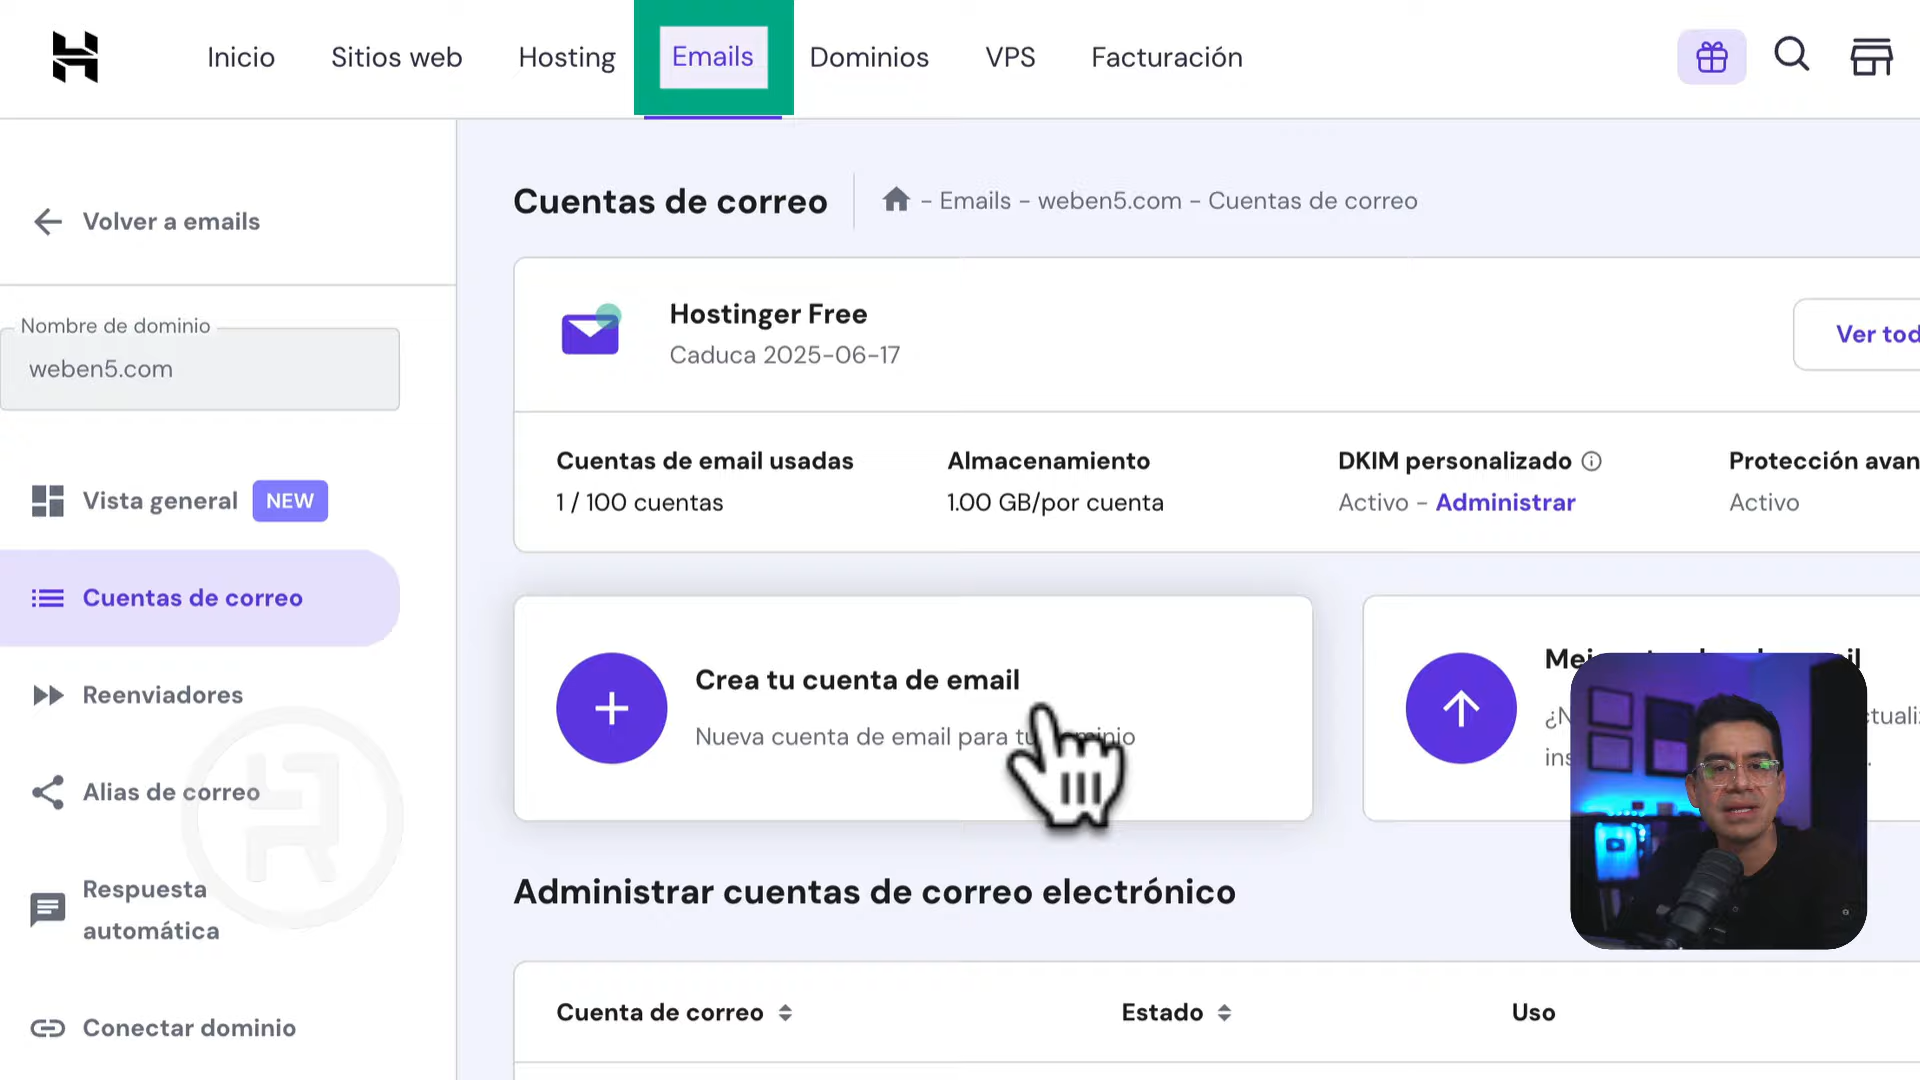 Inicio Sitios web Hosting Emails Dominios VPS Facturación
Volver a emails
Cuentas de correo – Emails – weben5.com – Cuentas de correo
Nombre de dominio
weben5.com
Hostinger Free
Caduca 2025-06-17
Ver tod
Cuentas de email usadas
1 / 100 cuentas
Almacenamiento
1.00 GB/por cuenta
DKIM personalizado
Activo – Administrar
Protección avan
Activo
Vista general NEW
Cuentas de correo
Reenviadores
Alias de correo
Respuesta
automática
Conectar dominio
Crea tu cuenta de email
Nueva cuenta de email para
Administrar cuentas de correo electrónico
Cuenta de correo Estado Uso